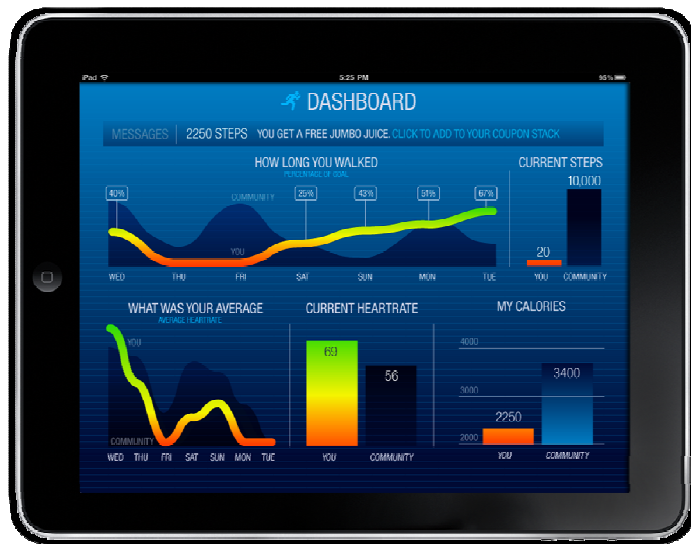 iPad 5:25 PM 95%
DASHBOARD
MESSAGES 2250 STEPS YOU GET A FREE JUMBO JUICE. CLICK TO ADD TO YOUR COUPON STACK
HOW LONG YOU WALKED
PERCENTAGE OF GOAL
40% 25% 43% 51% 67%
COMMUNITY
YOU
WED THU FRI SAT SUN MON TUE
CURRENT STEPS
10,000
20
YOU COMMUNITY
WHAT WAS YOUR AVERAGE
AVERAGE HEARTRATE
YOU
COMMUNITY
WED THU FRI SAT SUN MON TUE
CURRENT HEARTRATE
69
56
YOU COMMUNITY
MY CALORIES
4000
3000
2000
3400
2250
YOU COMMUNITY